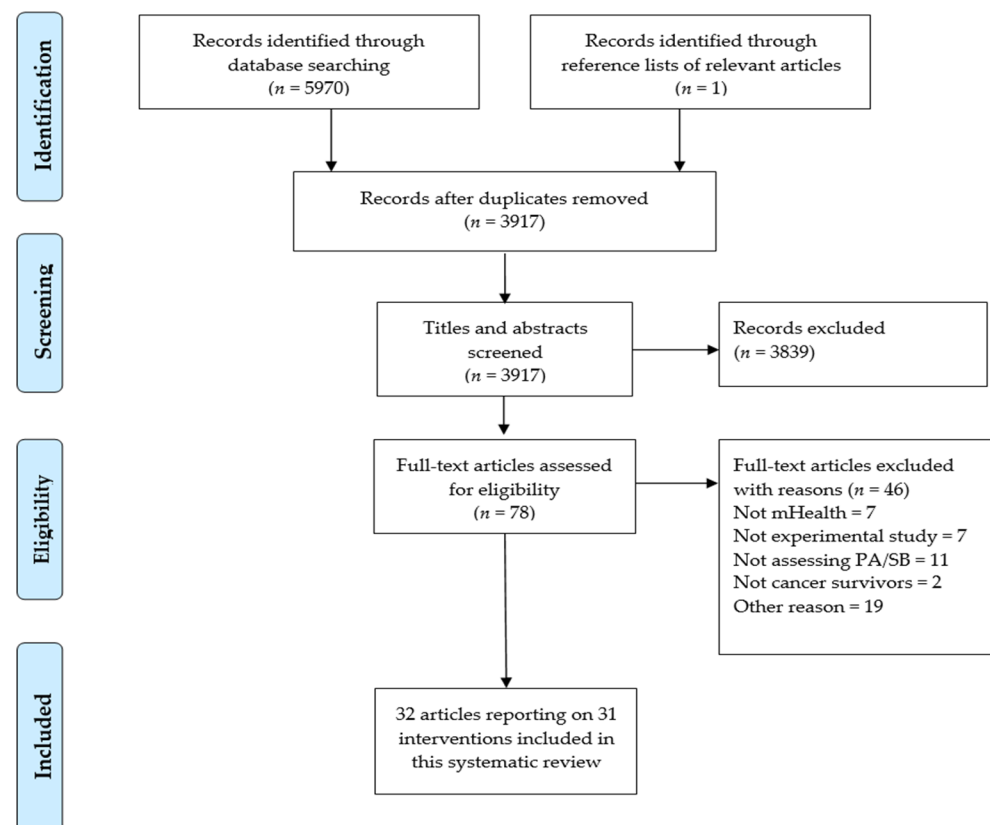 Identification
Records identified through
database searching
(n = 5970)
Records identified through
reference lists of relevant articles
(n = 1)
Records after duplicates removed
(n = 3917)
Screening
Titles and abstracts
screened
(n = 3917)
Records excluded
(n = 3839)
Eligibility
Full-text articles assessed
for eligibility
(n = 78)
Full-text articles excluded
with reasons (n = 46)
Not mHealth = 7
Not experimental study = 7
Not assessing PA/SB = 11
Not cancer survivors = 2
Other reason = 19
Included
32 articles reporting on 31
interventions included in
this systematic review